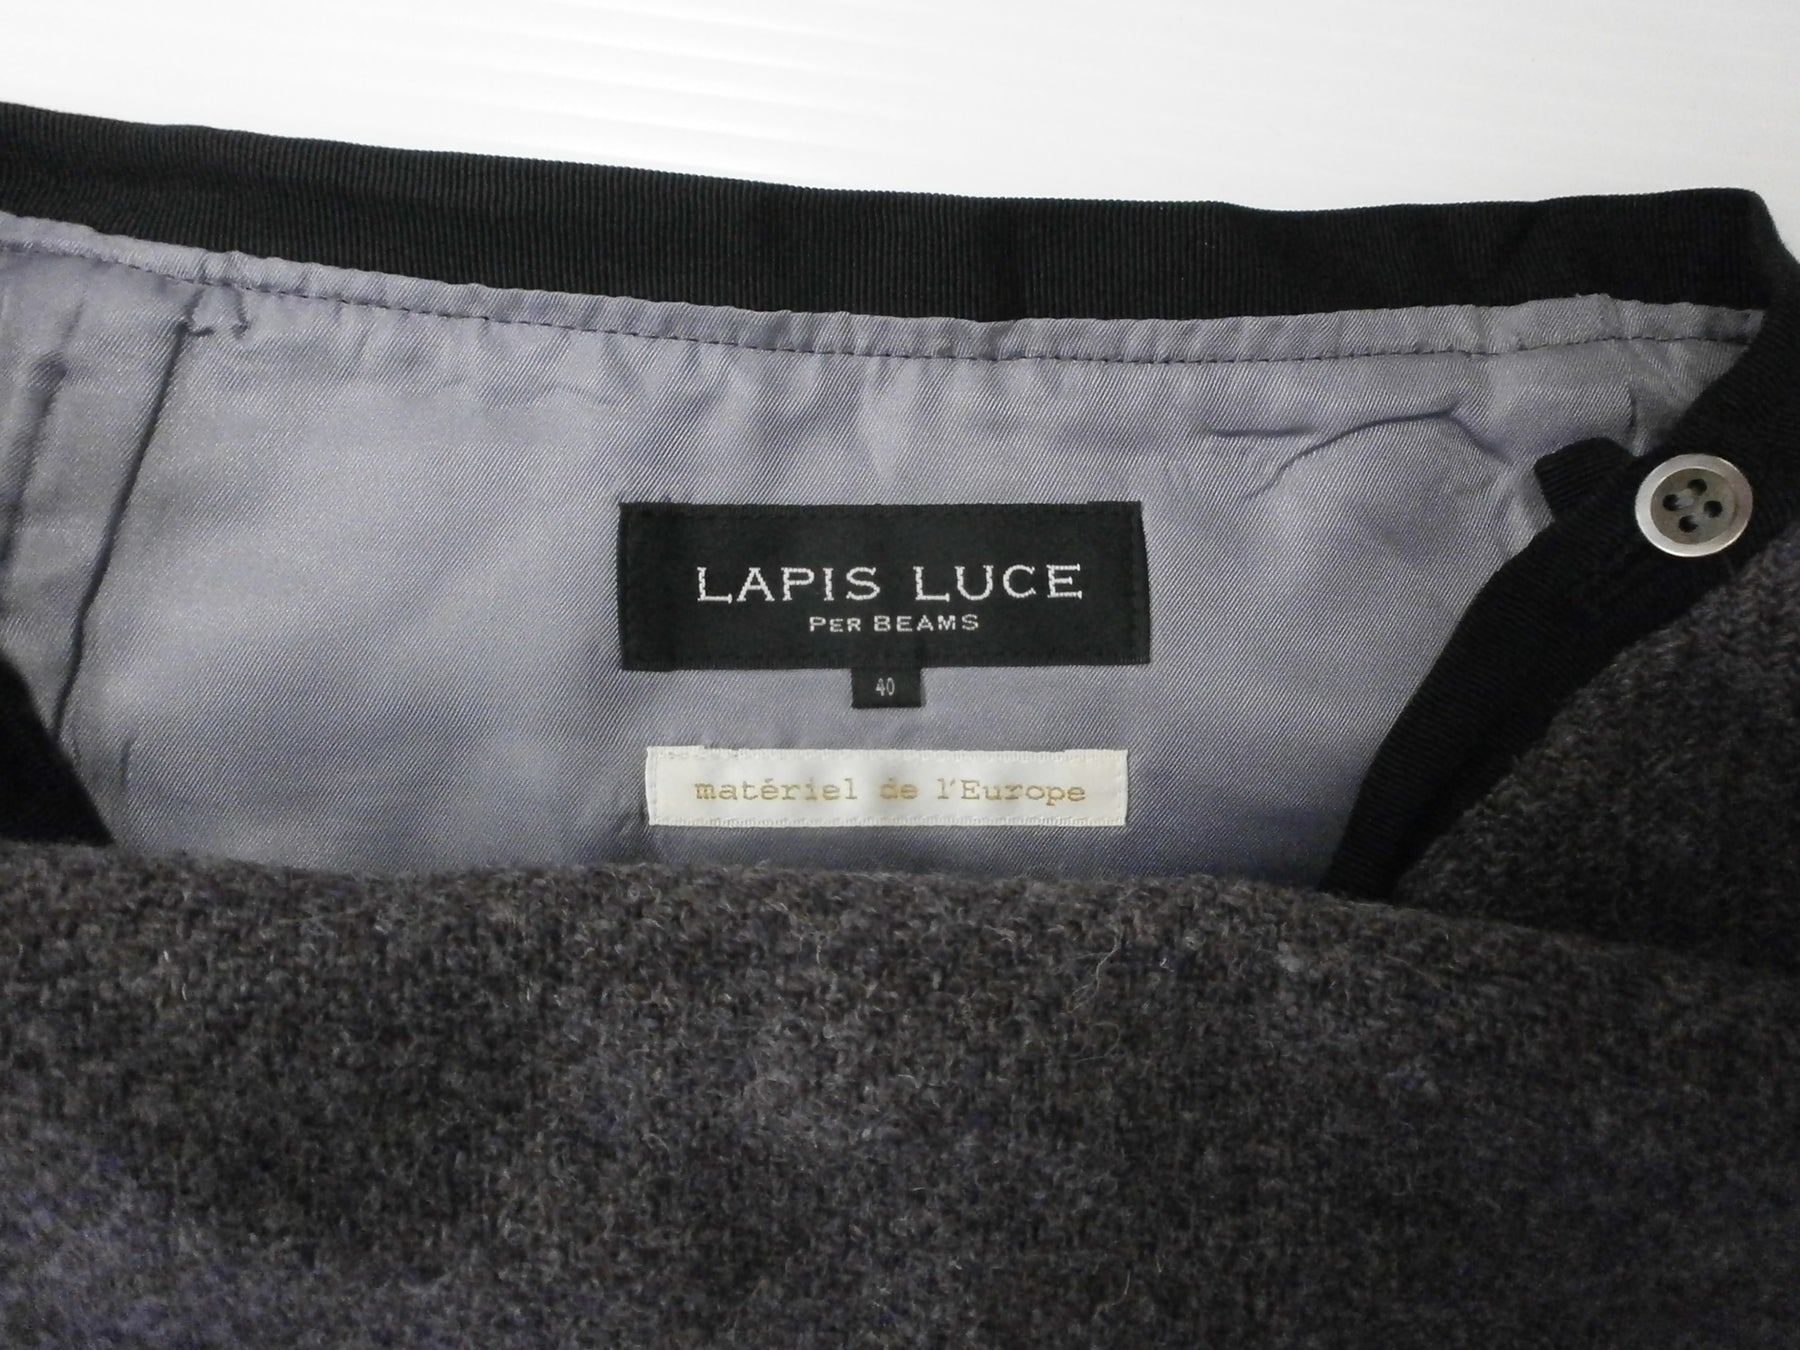 LAPIS LUCE
PER BEAMS
40
matériel de l'Europe